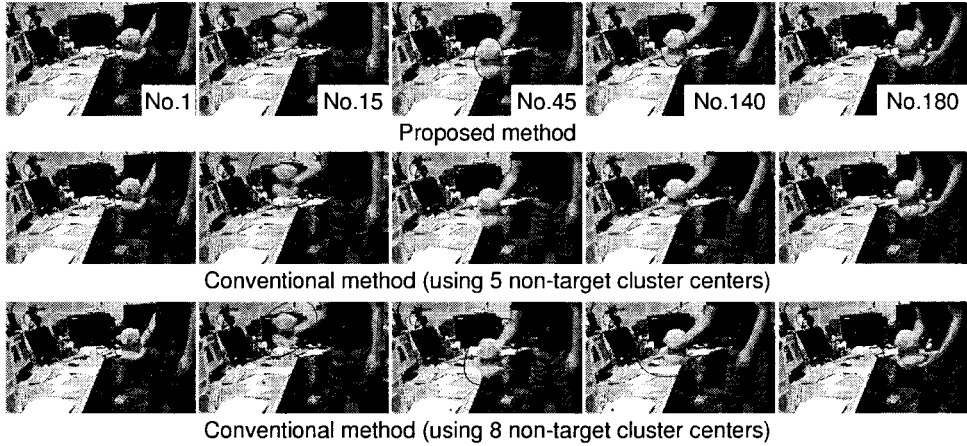 No.1
No.15
No.45
No.140
No.180
Proposed method
Conventional method (using 5 non-target cluster centers)
Conventional method (using 8 non-target cluster centers)